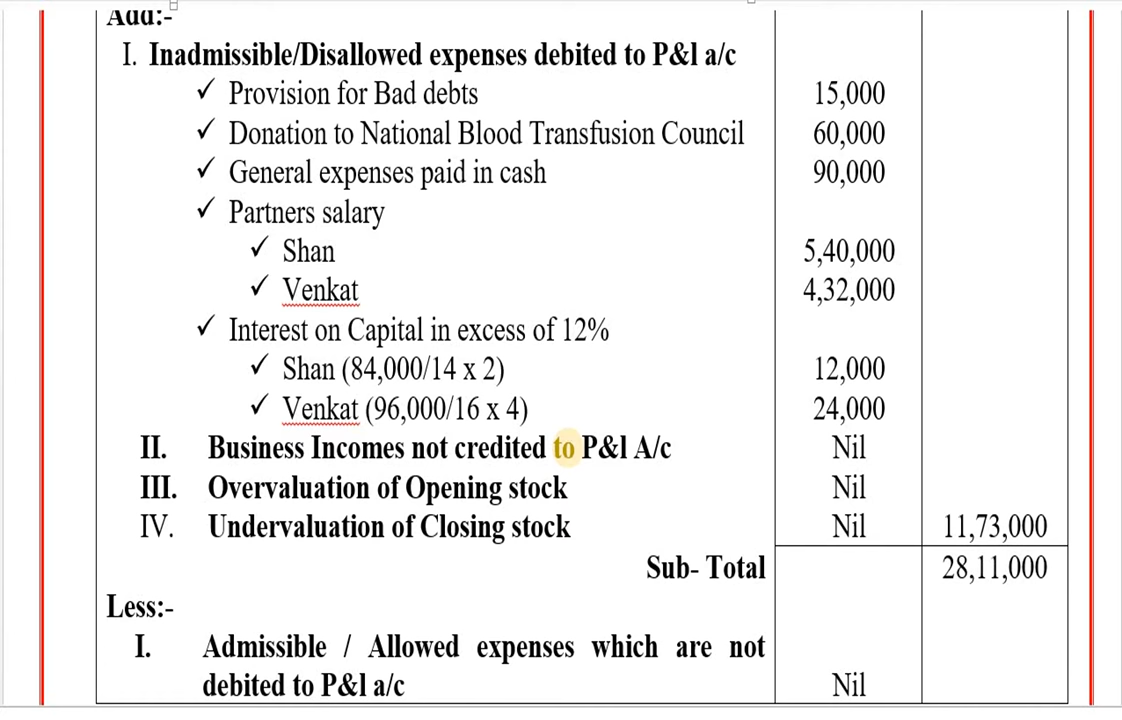 Add:-
I. Inadmissible/Disallowed expenses debited to P&l a/c
✓ Provision for Bad debts 15,000
✓ Donation to National Blood Transfusion Council 60,000
✓ General expenses paid in cash 90,000
✓ Partners salary
✓ Shan 5,40,000
✓ Venkat 4,32,000
✓ Interest on Capital in excess of 12%
✓ Shan (84,000/14 x 2) 12,000
✓ Venkat (96,000/16 x 4) 24,000
II. Business Incomes not credited to P&l A/c Nil
III. Overvaluation of Opening stock Nil
IV. Undervaluation of Closing stock Nil 11,73,000
Sub- Total 28,11,000
Less:-
I. Admissible / Allowed expenses which are not
debited to P&l a/c Nil